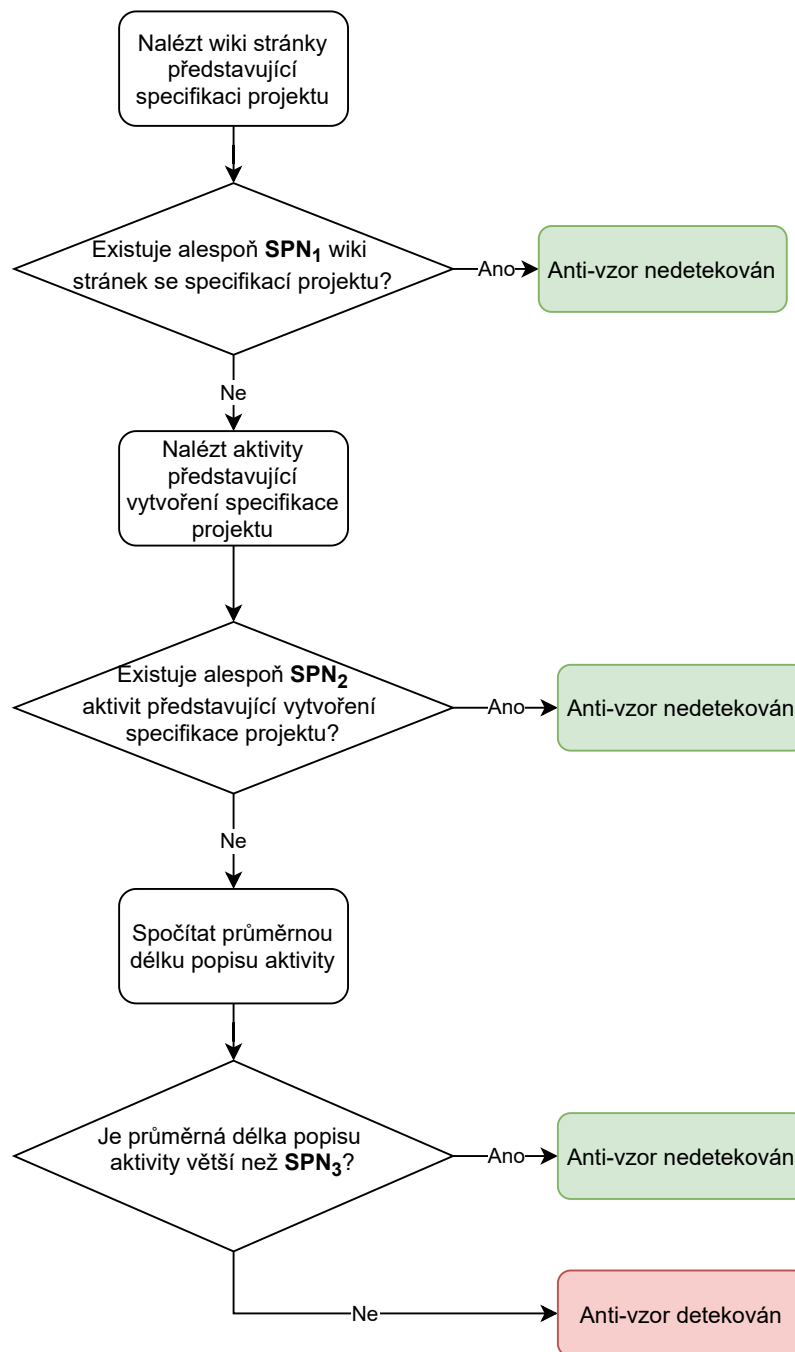 Nalézt wiki stránky
představující
specifikaci projektu
Existuje alespoň SPN1 wiki
stránek se specifikací projektu?
Ano
Anti-vzor nedetekován
Ne
Nalézt aktivity
představující
vytvoření specifikace
projektu
Existuje alespoň SPN2
aktivit představující vytvoření
specifikace projektu?
Ano
Anti-vzor nedetekován
Ne
Spočítat průměrnou
délku popisu aktivity
Je průměrná délka popisu
aktivity větší než SPN3?
Ano
Anti-vzor nedetekován
Ne
Anti-vzor detekován